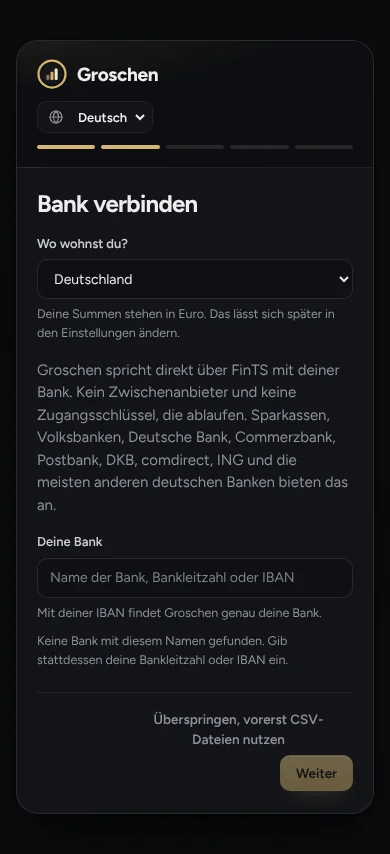 Groschen
Deutsch
Bank verbinden
Wo wohnst du?
Deutschland
Deine Summen stehen in Euro. Das lässt sich später in
den Einstellungen ändern.
Groschen spricht direkt über FinTS mit deiner
Bank. Kein Zwischenanbieter und keine
Zugangsschlüssel, die ablaufen. Sparkassen,
Volksbanken, Deutsche Bank, Commerzbank,
Postbank, DKB, comdirect, ING und die
meisten anderen deutschen Banken bieten das
an.
Deine Bank
Name der Bank, Bankleitzahl oder IBAN
Mit deiner IBAN findet Groschen genau deine Bank.
Keine Bank mit diesem Namen gefunden. Gib
stattdessen deine Bankleitzahl oder IBAN ein.
Überspringen, vorerst CSV-
Dateien nutzen
Weiter